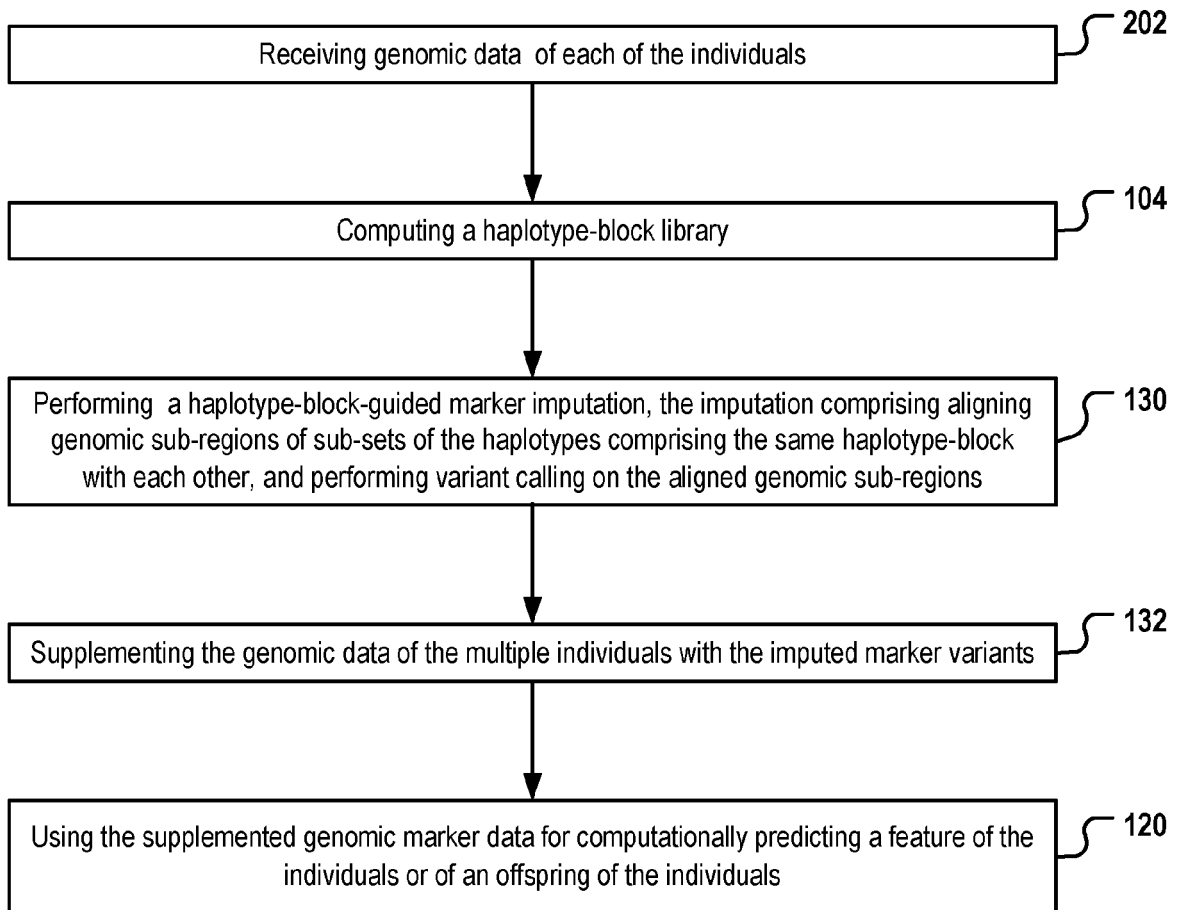 202
Receiving genomic data of each of the individuals
104
Computing a haplotype-block library
130
Performing a haplotype-block-guided marker imputation, the imputation comprising aligning
genomic sub-regions of sub-sets of the haplotypes comprising the same haplotype-block
with each other, and performing variant calling on the aligned genomic sub-regions
132
Supplementing the genomic data of the multiple individuals with the imputed marker variants
120
Using the supplemented genomic marker data for computationally predicting a feature of the
individuals or of an offspring of the individuals